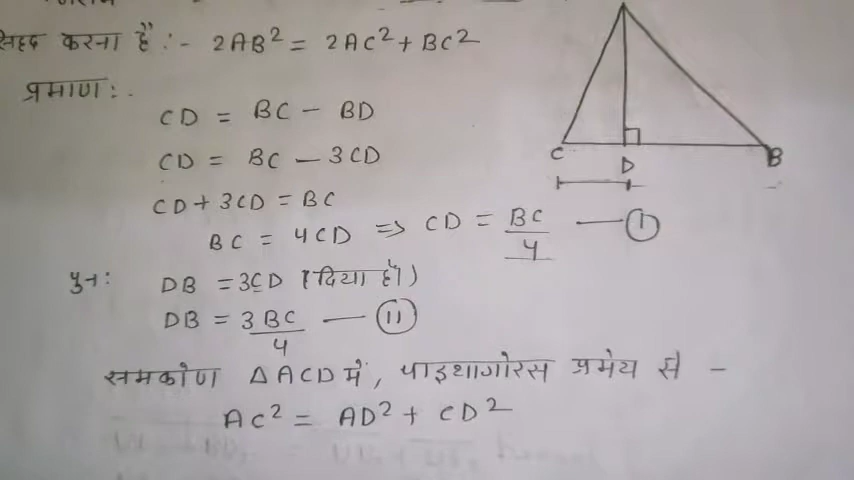 करना है :- 2AB² = 2AC² + BC²
प्रमाण :-
CD = BC - BD
CD = BC - 3CD
CD + 3CD = BC
BC = 4CD ⇒ CD = BC/4 — (I)
पुन: DB = 3CD (दिया है।)
DB = 3BC/4 — (II)
समकोण ΔACD में, पाइथागोरस प्रमेय से -
AC² = AD² + CD²
C
D
B